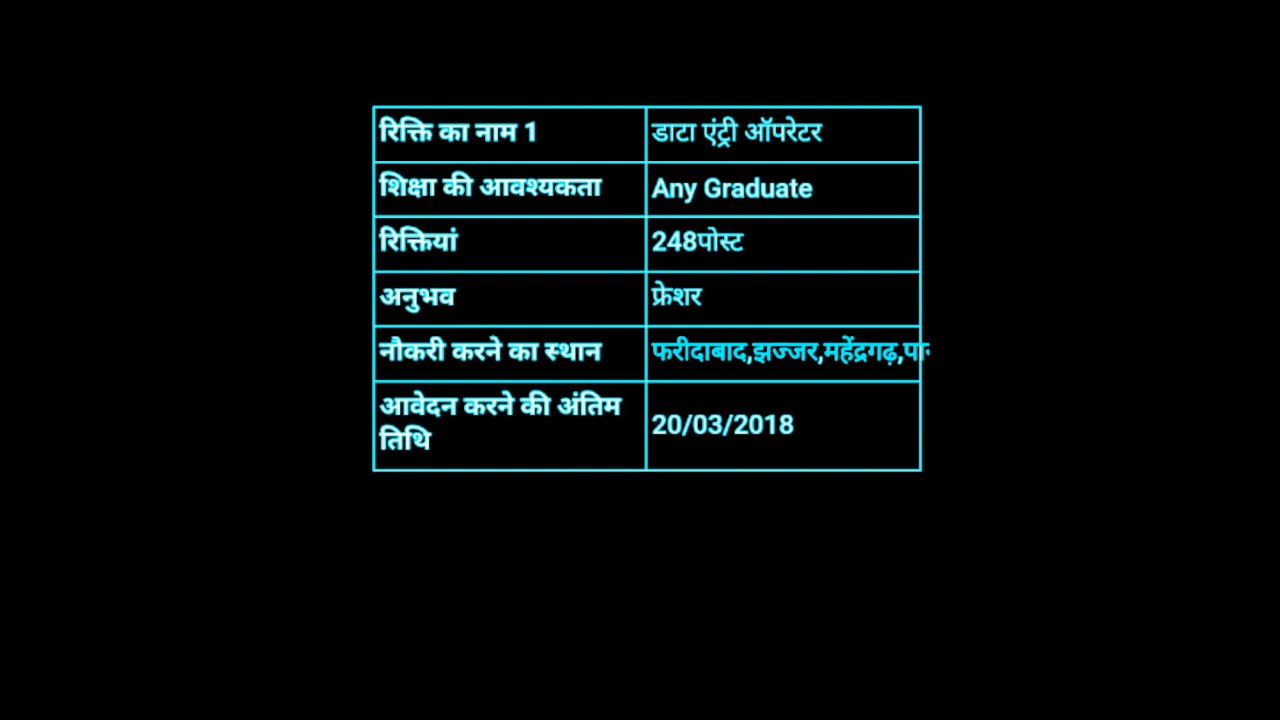 रिक्ति का नाम 1 डाटा एंट्री ऑपरेटर
शिक्षा की आवश्यकता Any Graduate
रिक्तियां 248पोस्ट
अनुभव फ्रेशर
नौकरी करने का स्थान फरीदाबाद,झज्जर,महेंद्रगढ़,
आवेदन करने की अंतिम
तिथि 20/03/2018